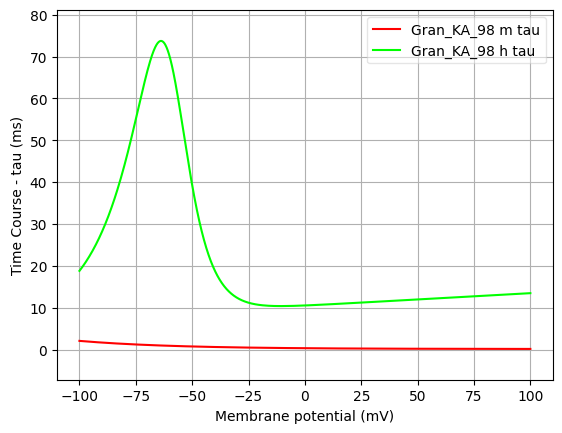 Gran_KA_98 m tau
Gran_KA_98 h tau
Time Course - tau (ms)
80
70
60
50
40
30
20
10
0
−100 −75 −50 −25 0 25 50 75 100
Membrane potential (mV)